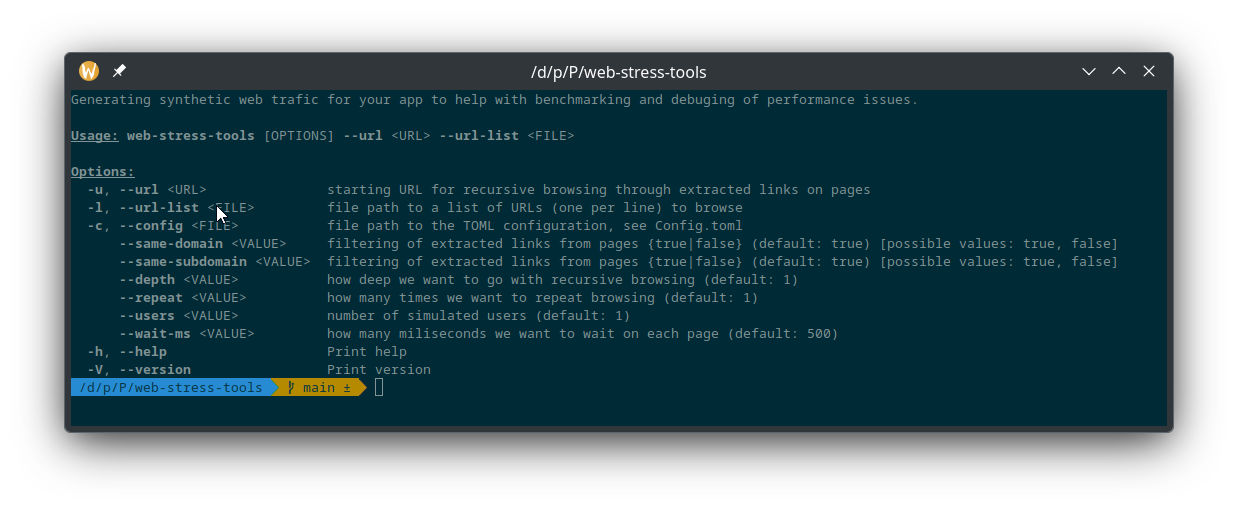 /d/p/P/web-stress-tools
Generating synthetic web trafic for your app to help with benchmarking and debuging of performance issues.
Usage: web-stress-tools [OPTIONS] --url <URL> --url-list <FILE>
Options:
-u, --url <URL> starting URL for recursive browsing through extracted links on pages
-l, --url-list <FILE> file path to a list of URLs (one per line) to browse
-c, --config <FILE> file path to the TOML configuration, see Config.toml
--same-domain <VALUE> filtering of extracted links from pages {true|false} (default: true) [possible values: true, false]
--same-subdomain <VALUE> filtering of extracted links from pages {true|false} (default: true) [possible values: true, false]
--depth <VALUE> how deep we want to go with recursive browsing (default: 1)
--repeat <VALUE> how many times we want to repeat browsing (default: 1)
--users <VALUE> number of simulated users (default: 1)
--wait-ms <VALUE> how many miliseconds we want to wait on each page (default: 500)
-h, --help Print help
-V, --version Print version
/d/p/P/web-stress-tools main ±